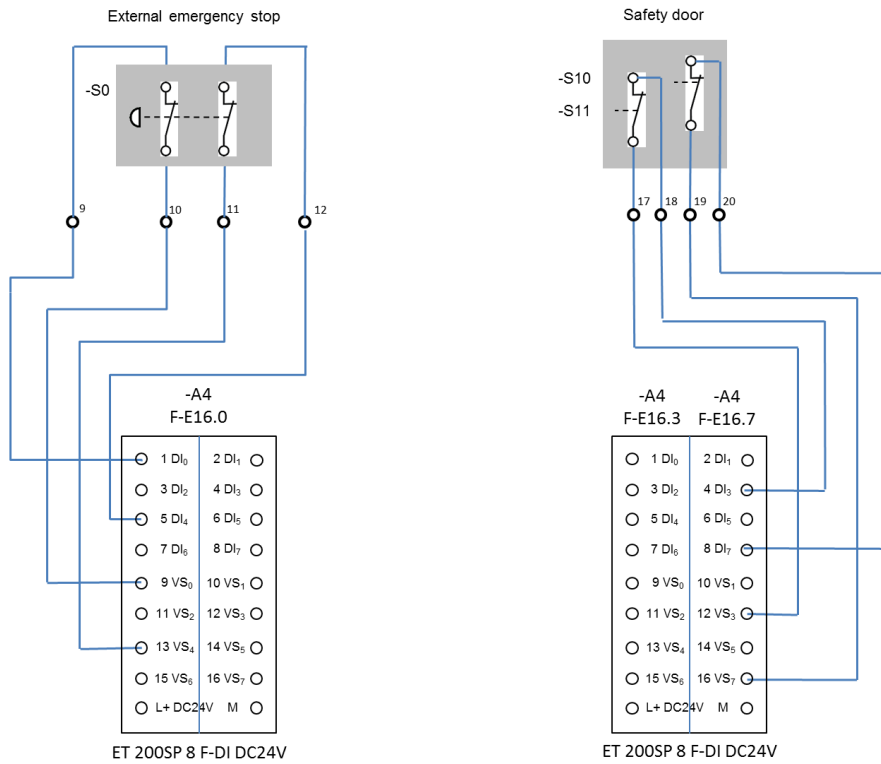 External emergency stop
-S0
9
10
11
12
-A4
F-E16.0
1 DI₀ 2 DI₁
3 DI₂ 4 DI₃
5 DI₄ 6 DI₅
7 DI₆ 8 DI₇
9 VS₀ 10 VS₁
11 VS₂ 12 VS₃
13 VS₄ 14 VS₅
15 VS₆ 16 VS₇
L+ DC24V M
ET 200SP 8 F-DI DC24V
Safety door
-S10
-S11
17
18
19
20
-A4 -A4
F-E16.3 F-E16.7
1 DI₀ 2 DI₁
3 DI₂ 4 DI₃
5 DI₄ 6 DI₅
7 DI₆ 8 DI₇
9 VS₀ 10 VS₁
11 VS₂ 12 VS₃
13 VS₄ 14 VS₅
15 VS₆ 16 VS₇
L+ DC24V M
ET 200SP 8 F-DI DC24V